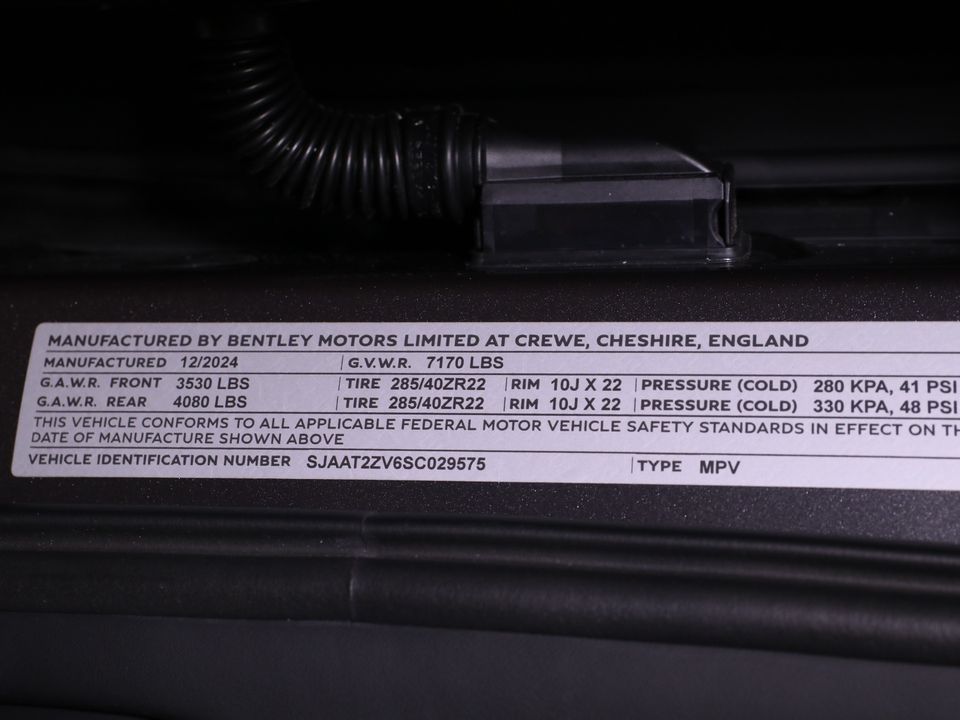 MANUFACTURED BY BENTLEY MOTORS LIMITED AT CREWE, CHESHIRE, ENGLAND
MANUFACTURED 12/2024 G.V.W.R. 7170 LBS
G.A.W.R. FRONT 3530 LBS TIRE 285/40ZR22 RIM 10J X 22 PRESSURE (COLD) 280 KPA, 41 PSI
G.A.W.R. REAR 4080 LBS TIRE 285/40ZR22 RIM 10J X 22 PRESSURE (COLD) 330 KPA, 48 PSI
THIS VEHICLE CONFORMS TO ALL APPLICABLE FEDERAL MOTOR VEHICLE SAFETY STANDARDS IN EFFECT ON
DATE OF MANUFACTURE SHOWN ABOVE
VEHICLE IDENTIFICATION NUMBER SJAAT2ZV6SC029575 TYPE MPV